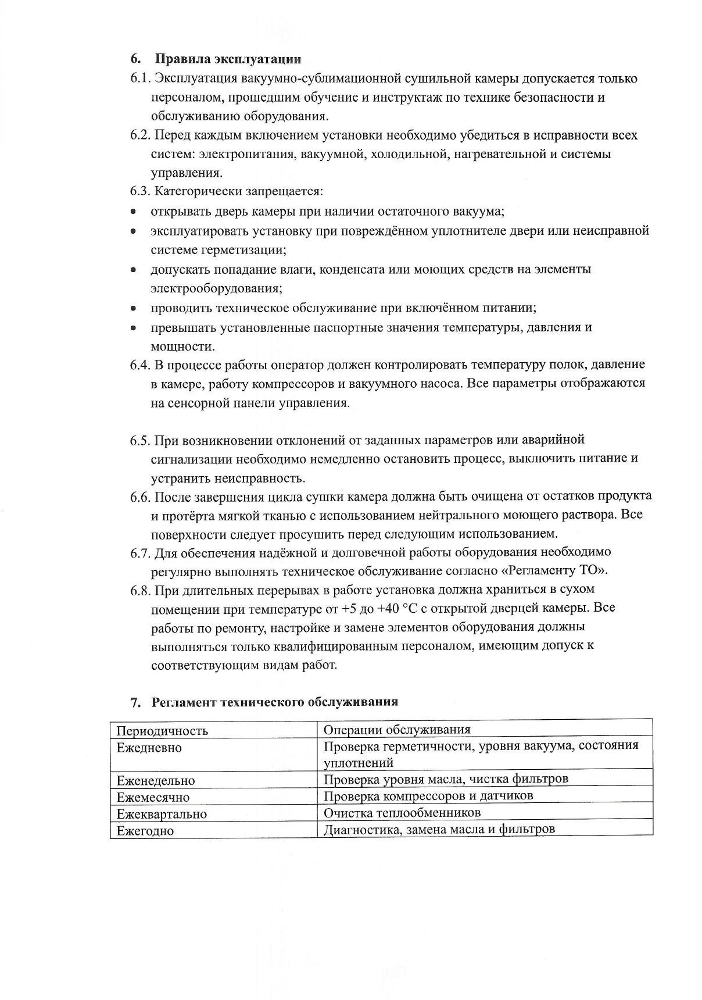 6. Правила эксплуатации
6.1. Эксплуатация вакуумно-сублимационной сушильной камеры допускается только
персоналом, прошедшим обучение и инструктаж по технике безопасности и
обслуживанию оборудования.
6.2. Перед каждым включением установки необходимо убедиться в исправности всех
систем: электропитания, вакуумной, холодильной, нагревательной и системы
управления.
6.3. Категорически запрещается:
• открывать дверь камеры при наличии остаточного вакуума;
• эксплуатировать установку при повреждённом уплотнителе двери или неисправной
системе герметизации;
• допускать попадание влаги, конденсата или моющих средств на элементы
электрооборудования;
• проводить техническое обслуживание при включённом питании;
• превышать установленные паспортные значения температуры, давления и
мощности.
6.4. В процессе работы оператор должен контролировать температуру полок, давление
в камере, работу компрессоров и вакуумного насоса. Все параметры отображаются
на сенсорной панели управления.
6.5. При возникновении отклонений от заданных параметров или аварийной
сигнализации необходимо немедленно остановить процесс, выключить питание и
устранить неисправность.
6.6. После завершения цикла сушки камера должна быть очищена от остатков продукта
и протёрта мягкой тканью с использованием нейтрального моющего раствора. Все
поверхности следует просушить перед следующим использованием.
6.7. Для обеспечения надёжной и долговечной работы оборудования необходимо
регулярно выполнять техническое обслуживание согласно «Регламенту ТО».
6.8. При длительных перерывах в работе установка должна храниться в сухом
помещении при температуре от +5 до +40 °C с открытой дверцей камеры. Все
работы по ремонту, настройке и замене элементов оборудования должны
выполняться только квалифицированным персоналом, имеющим допуск к
соответствующим видам работ.
7. Регламент технического обслуживания
Периодичность Операции обслуживания
Ежедневно Проверка герметичности, уровня вакуума, состояния
уплотнений
Еженедельно Проверка уровня масла, чистка фильтров
Ежемесячно Проверка компрессоров и датчиков
Ежеквартально Очистка теплообменников
Ежегодно Диагностика, замена масла и фильтров